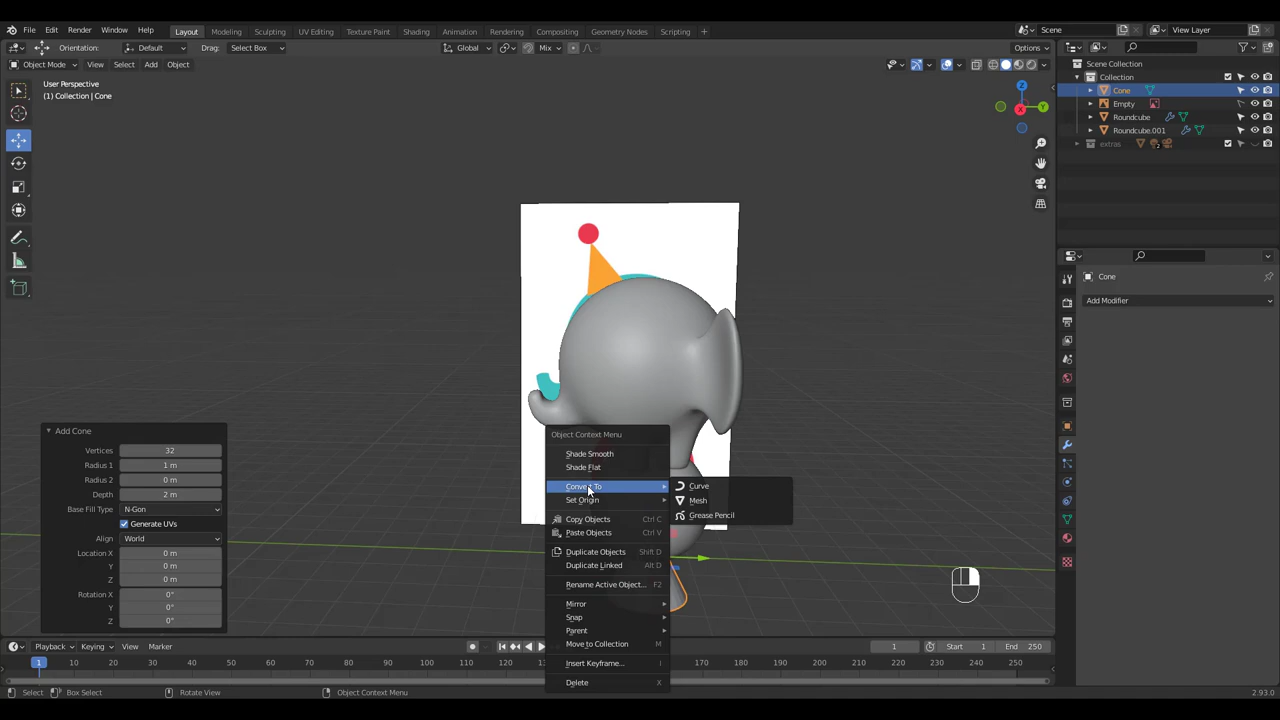 File Edit Render Window Help Layout Modeling Sculpting UV Editing Texture Paint Shading Animation Rendering Compositing Geometry Nodes Scripting + Scene View Layer
Orientation: Default Drag: Select Box Global Mix Options
Object Mode View Select Add Object
User Perspective
(1) Collection | Cone
Z
Y
X
Scene Collection
Collection
Cone
Empty
Roundcube
Roundcube.001
extras
2
Cone
Add Modifier
Add Cone
Vertices 32
Radius 1 1 m
Radius 2 0 m
Depth 2 m
Base Fill Type N-Gon
Generate UVs
Align World
Location X 0 m
Y 0 m
Z 0 m
Rotation X 0°
Y 0°
Z 0°
Object Context Menu
Shade Smooth
Shade Flat
Convert To
Set Origin
Copy Objects Ctrl C
Paste Objects Ctrl V
Duplicate Objects Shift D
Duplicate Linked Alt D
Rename Active Object... F2
Mirror
Snap
Parent
Move to Collection M
Insert Keyframe... I
Delete X
Curve
Mesh
Grease Pencil
Playback Keying View Marker 1 Start 1 End 250
1 10 20 30 40 50 60 70 80 90 100 110 120 170 180 190 200 210 220 230 240 250
Select Box Select Rotate View Object Context Menu 2.93.0